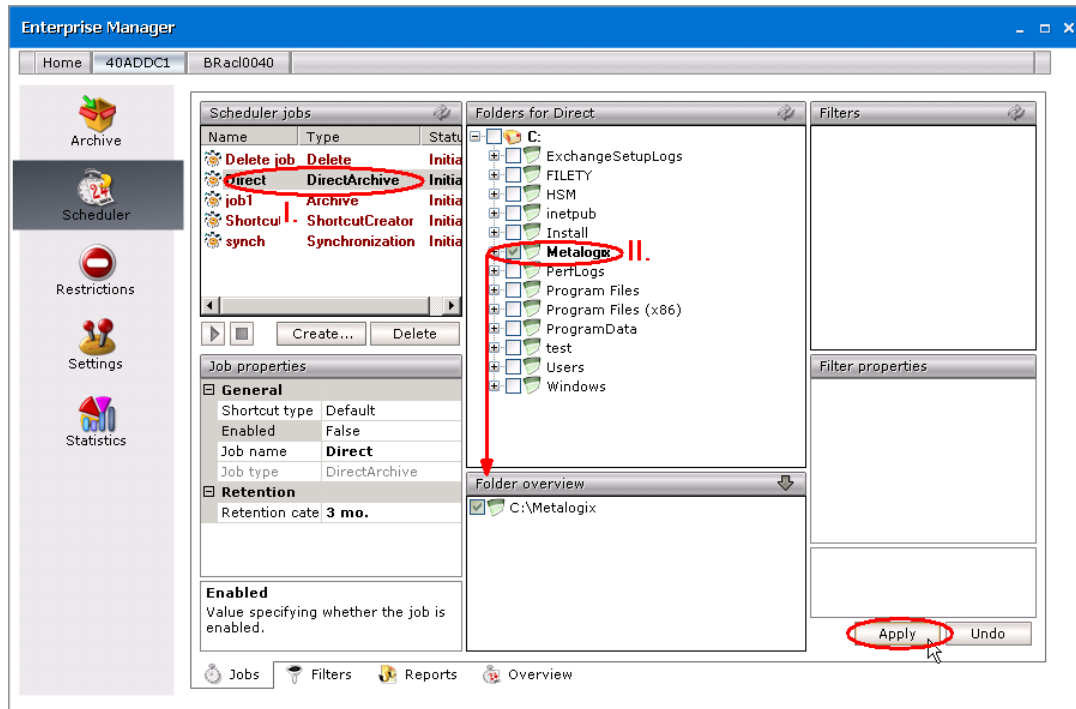 Enterprise Manager
Home 40ADDC1 BRacl0040
Archive
Scheduler
Restrictions
Settings
Statistics
Scheduler jobs
Name Type Statu
Delete job Delete Initia
Direct DirectArchive Initia
I.
job1 Archive Initia
Shortcut ShortcutCreator Initia
synch Synchronization Initia
Create... Delete
Job properties
General
Shortcut type Default
Enabled False
Job name Direct
Job type DirectArchive
Retention
Retention cate 3 mo.
Enabled
Value specifying whether the job is
enabled.
Folders for Direct
C:
ExchangeSetupLogs
FILETY
HSM
inetpub
Install
Metalogix II.
PerfLogs
Program Files
Program Files (x86)
ProgramData
test
Users
Windows
Folder overview
C:\Metalogix
Filters
Filter properties
Apply Undo
Jobs Filters Reports Overview